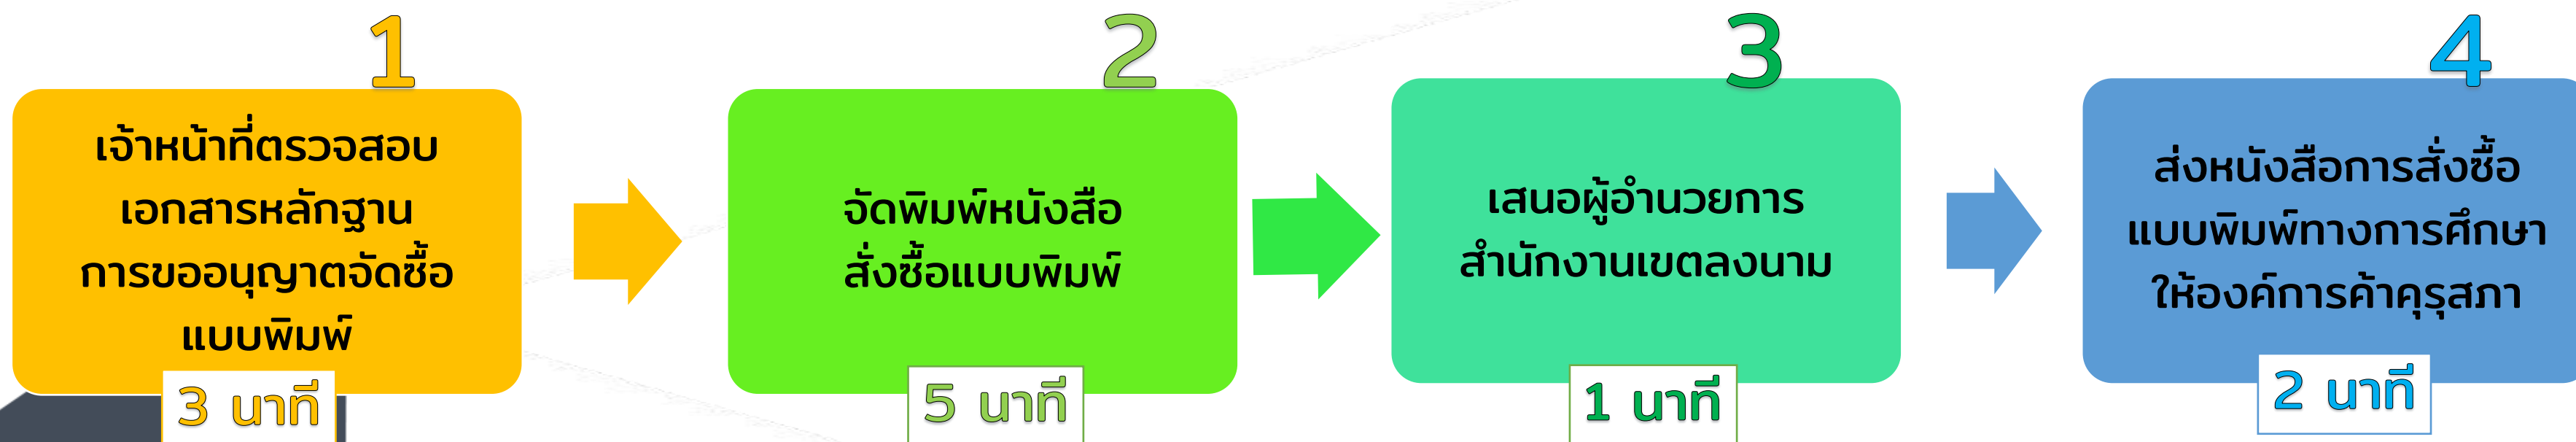 1
เจ้าหน้าที่ตรวจสอบ
เอกสารหลักฐาน
การขออนุญาตจัดซื้อ
แบบพิมพ์
3 นาที
2
จัดพิมพ์หนังสือ
สั่งซื้อแบบพิมพ์
5 นาที
3
เสนอผู้อำนวยการ
สำนักงานเขตลงนาม
1 นาที
4
ส่งหนังสือการสั่งซื้อ
แบบพิมพ์ทางการศึกษา
ให้องค์การค้าคุรุสภา
2 นาที